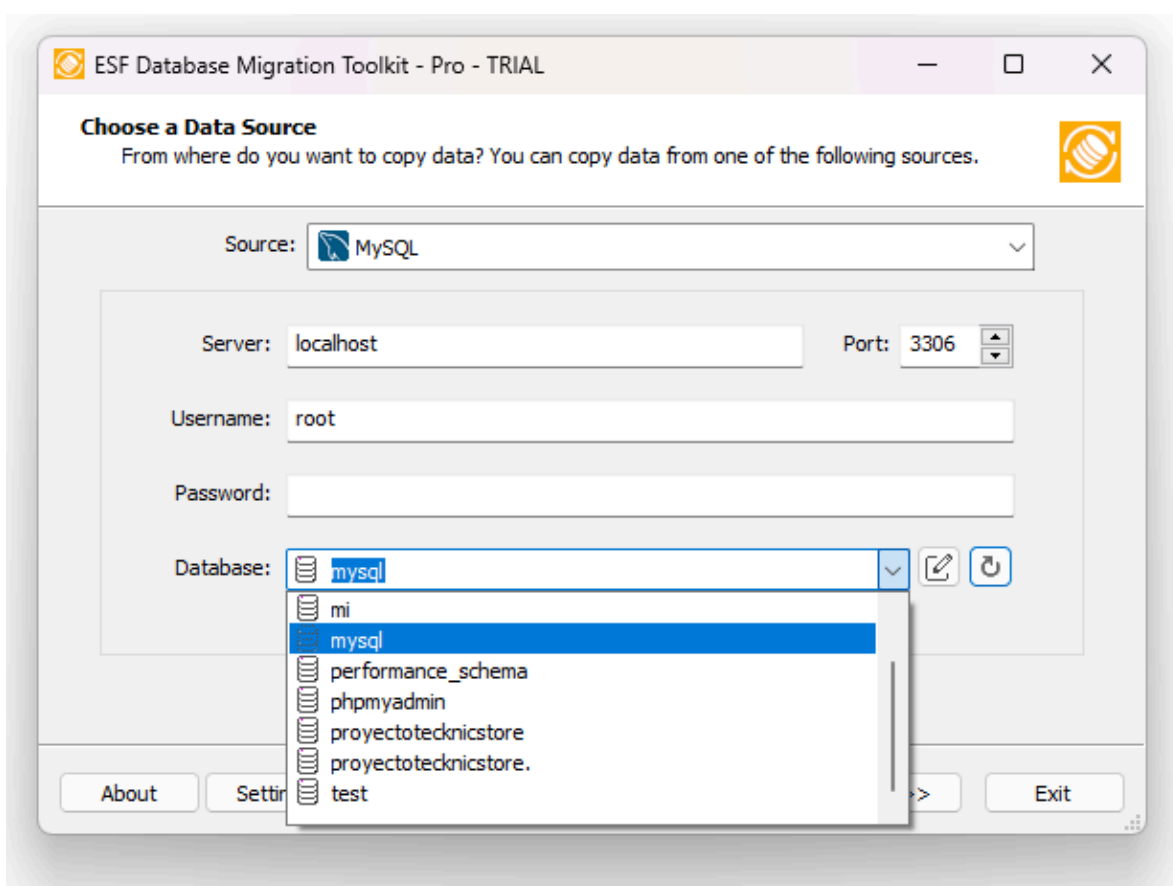 ESF Database Migration Toolkit - Pro - TRIAL
Choose a Data Source
From where do you want to copy data? You can copy data from one of the following sources.
Source: MySQL
Server: localhost Port: 3306
Username: root
Password:
Database: mysql
mi
mysql
performance_schema
phpmyadmin
proyectotecknicstore
proyectotecknicstore.
test
About Settin >> Exit